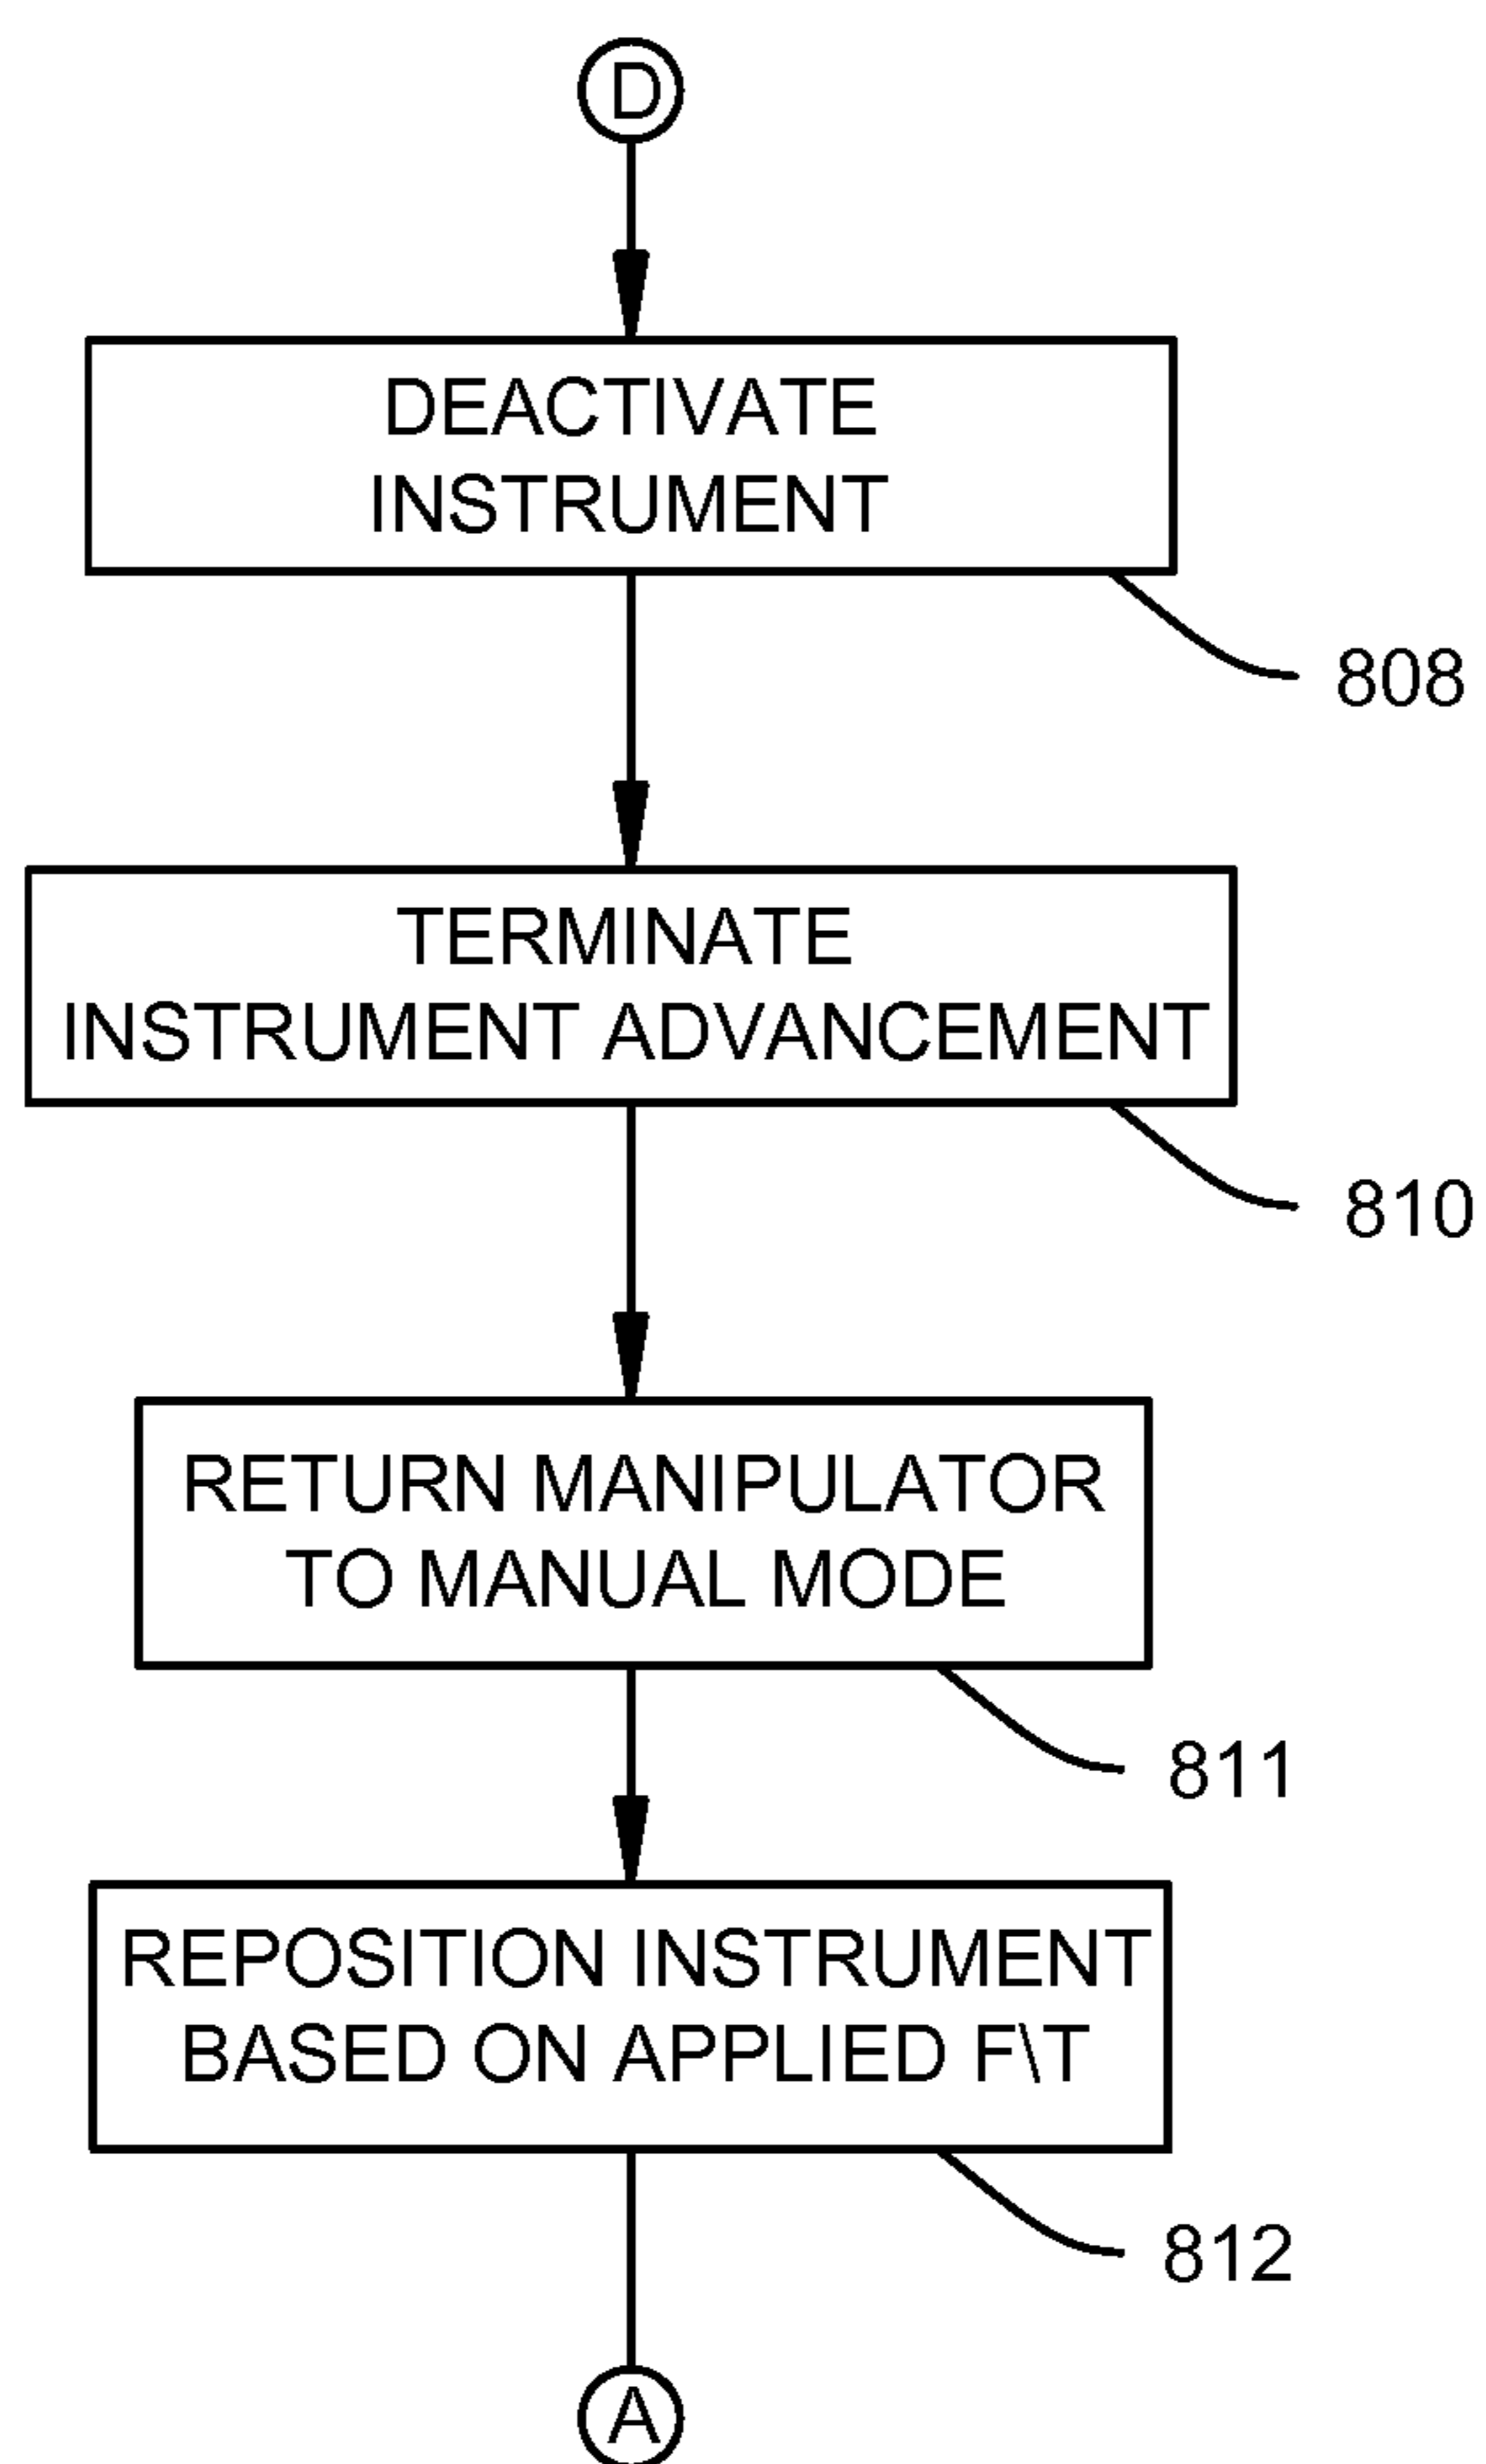 D
DEACTIVATE
INSTRUMENT
808
TERMINATE
INSTRUMENT ADVANCEMENT
810
RETURN MANIPULATOR
TO MANUAL MODE
811
REPOSITION INSTRUMENT
BASED ON APPLIED F\T
812
A